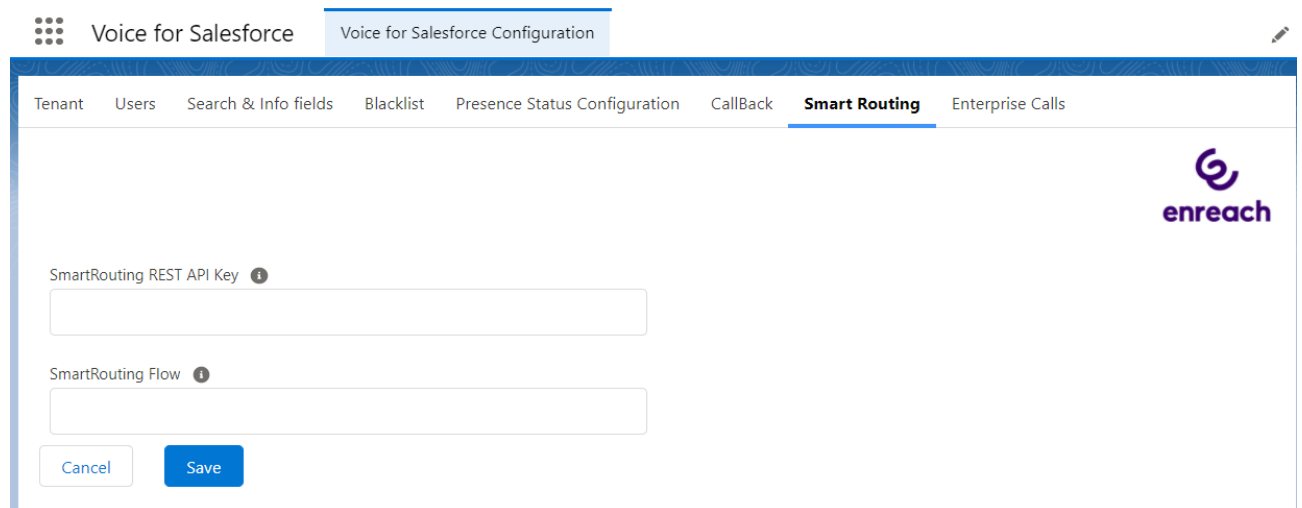 Voice for Salesforce Voice for Salesforce Configuration
Tenant Users Search & Info fields Blacklist Presence Status Configuration CallBack Smart Routing Enterprise Calls
enreach
SmartRouting REST API Key
SmartRouting Flow
Cancel Save